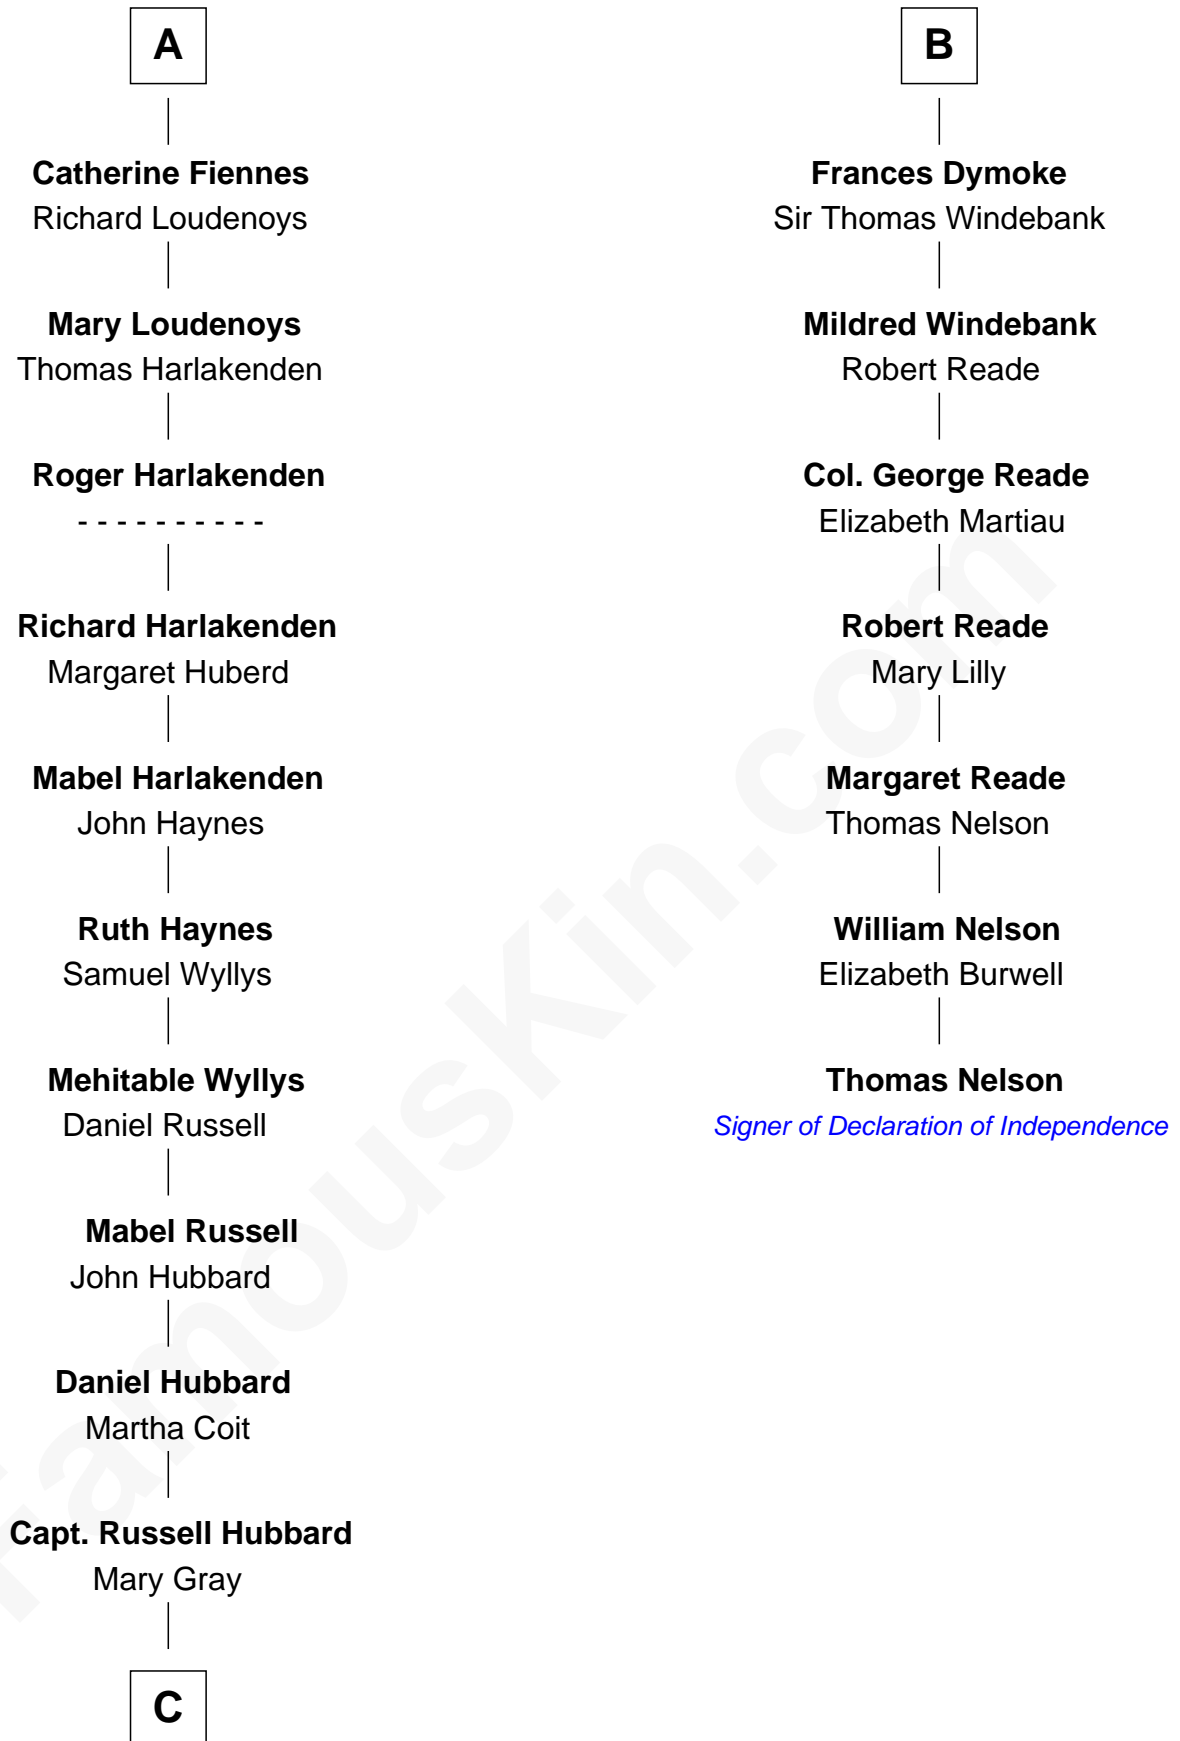 A
Catherine Fiennes
Richard Loudenoys
Mary Loudenoys
Thomas Harlakenden
Roger Harlakenden
- - - - - - - - - -
Richard Harlakenden
Margaret Huberd
Mabel Harlakenden
John Haynes
Ruth Haynes
Samuel Wyllys
Mehitable Wyllys
Daniel Russell
Mabel Russell
John Hubbard
Daniel Hubbard
Martha Coit
Capt. Russell Hubbard
Mary Gray
C
B
Frances Dymoke
Sir Thomas Windebank
Mildred Windebank
Robert Reade
Col. George Reade
Elizabeth Martiau
Robert Reade
Mary Lilly
Margaret Reade
Thomas Nelson
William Nelson
Elizabeth Burwell
Thomas Nelson
Signer of Declaration of Independence
FamousKin.com